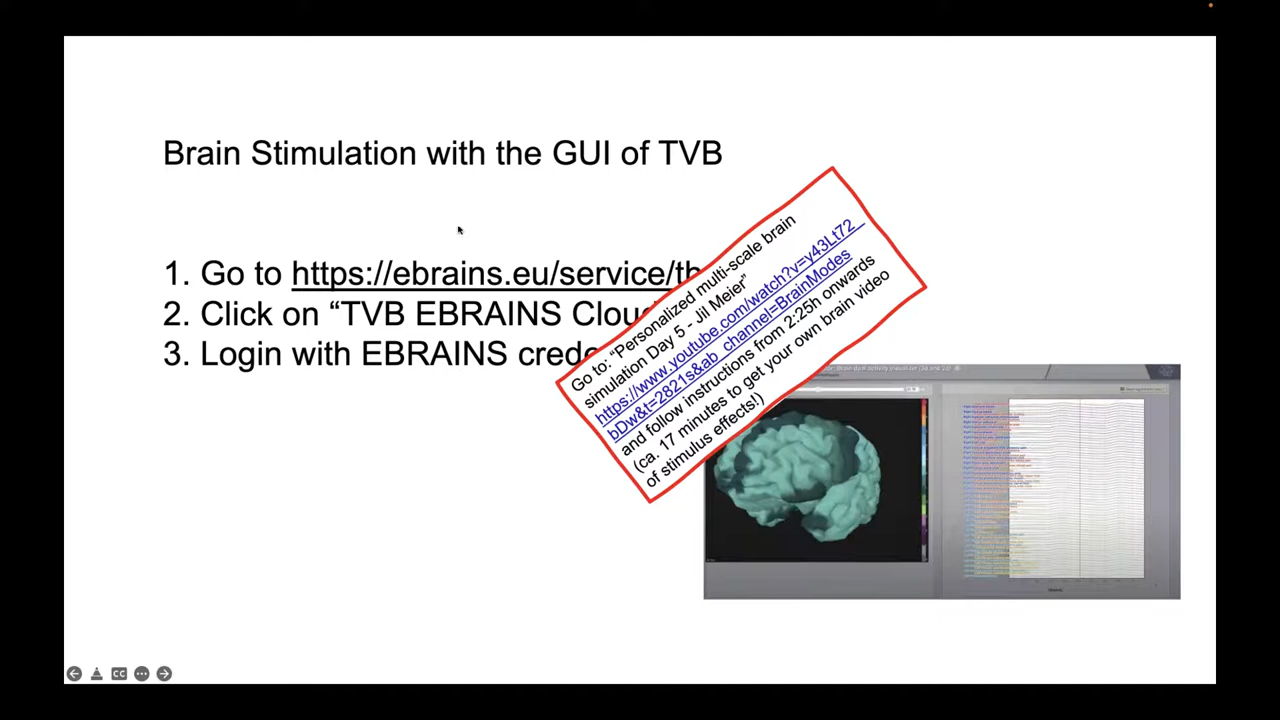 Brain Stimulation with the GUI of TVB
1. Go to https://ebrains.eu/service/th
2. Click on “TVB EBRAINS Cloud
3. Login with EBRAINS crede
Go to: “Personalized multi-scale brain
simulation Day 5 - Jil Meier”
https://www.youtube.com/watch?v=y43Lt72_
bDw&t=2821s&ab_channel=BrainModes
and follow instructions from 2:25h onwards
(ca. 17 minutes to get your own brain video
of stimulus effects!)
CC